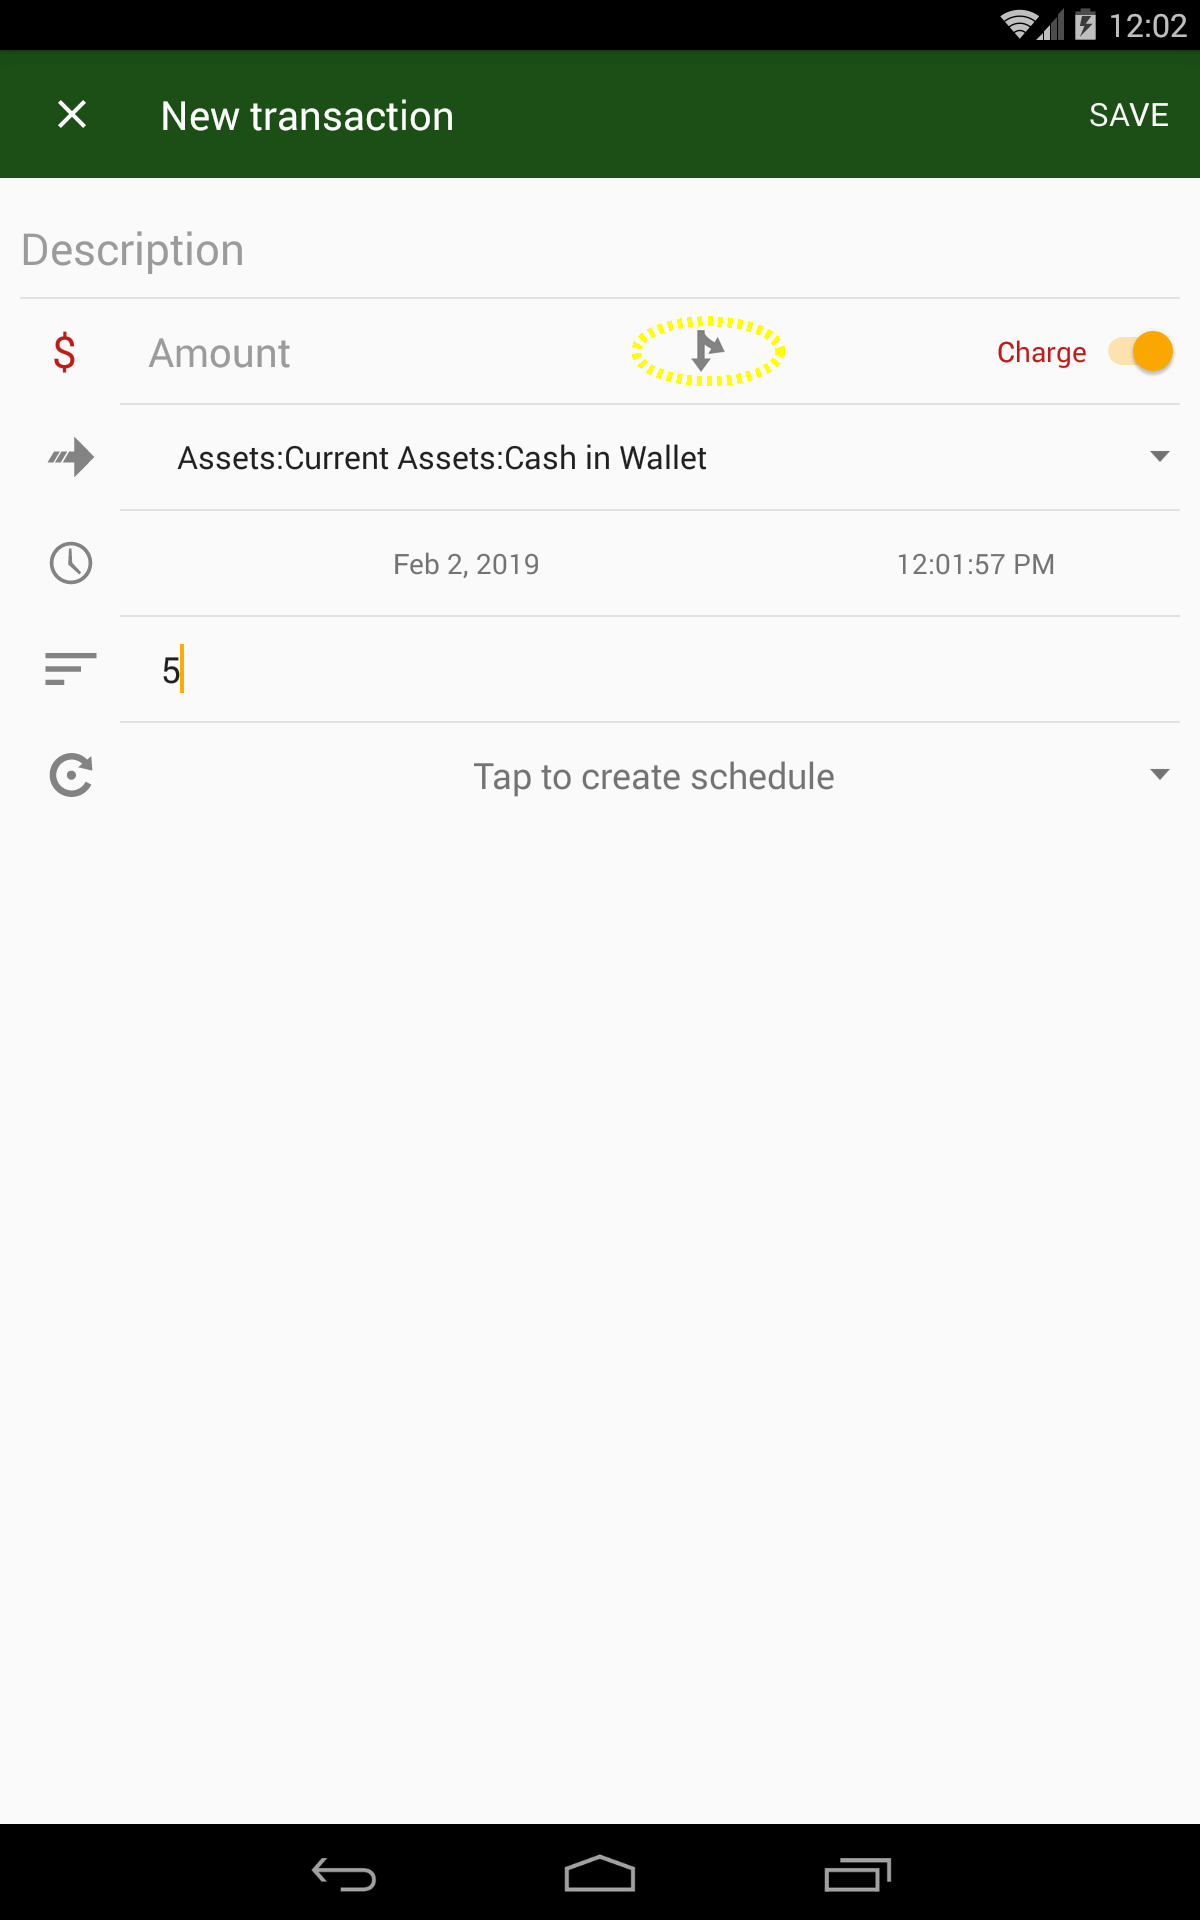 12:02
New transaction
SAVE
Description
$ Amount Charge
Assets:Current Assets:Cash in Wallet
Feb 2, 2019 12:01:57 PM
5
Tap to create schedule